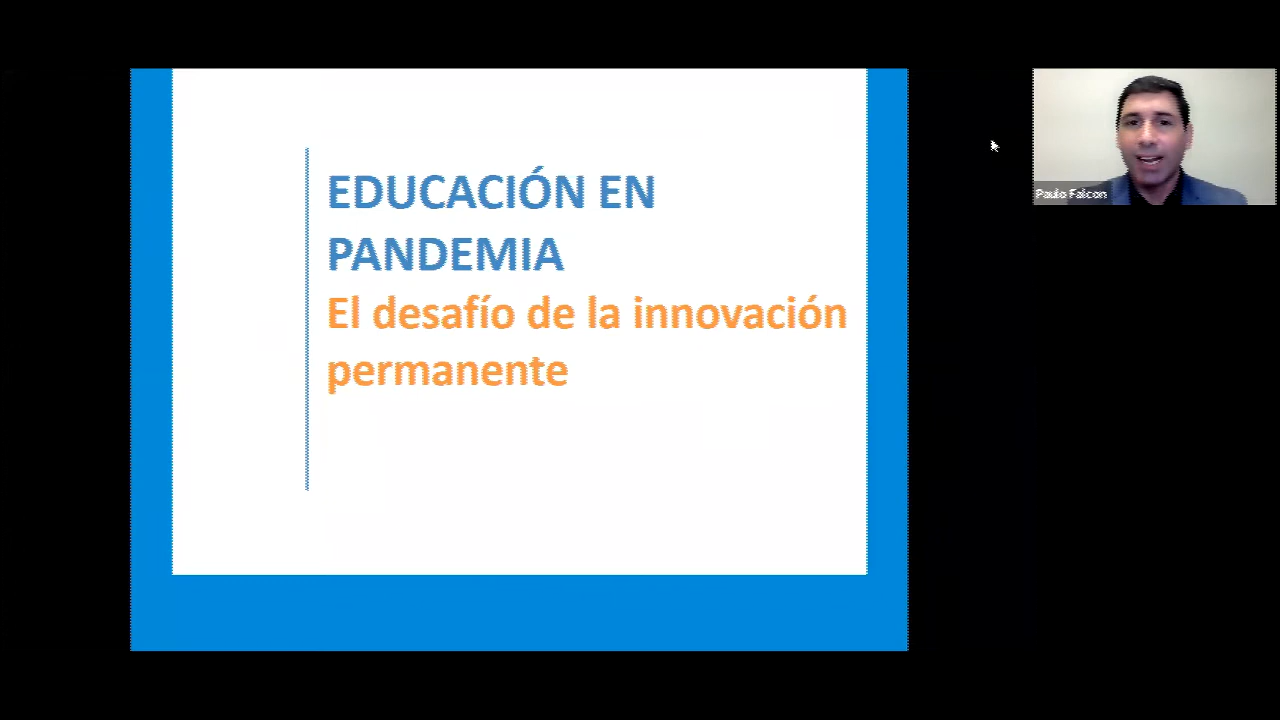 EDUCACIÓN EN
PANDEMIA
El desafío de la innovación
permanente
Paulo Falcon